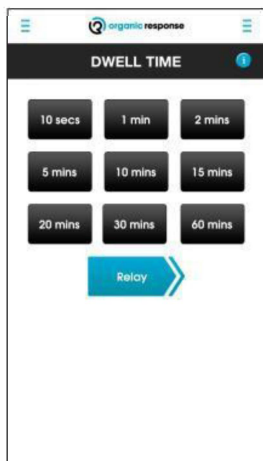 organic response
DWELL TIME
i
10 secs 1 min 2 mins
5 mins 10 mins 15 mins
20 mins 30 mins 60 mins
Relay